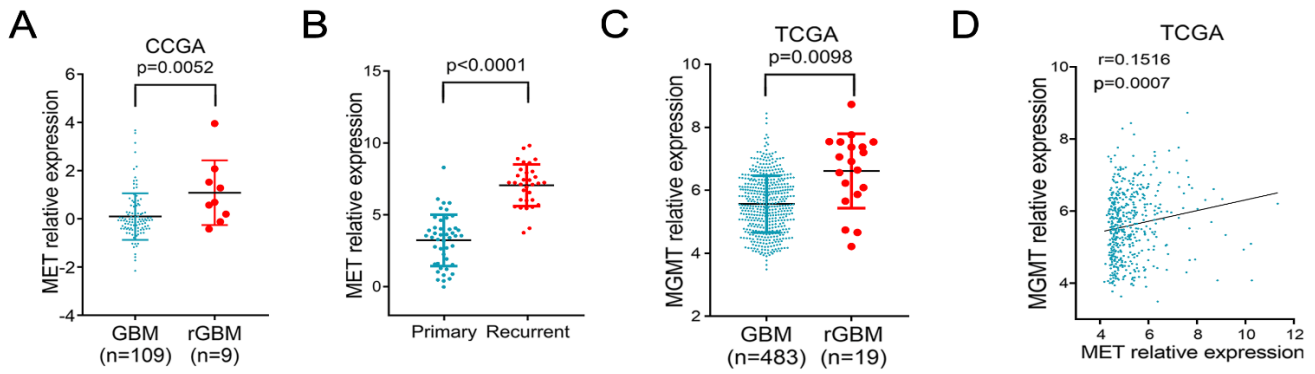 A
CCGA
p=0.0052
MET relative expression
6
4
2
0
-2
-4
GBM
(n=109)
rGBM
(n=9)
B
p<0.0001
MET relative expression
15
10
5
0
Primary
Recurrent
C
TCGA
p=0.0098
MGMT relative expression
10
8
6
4
2
GBM
(n=483)
rGBM
(n=19)
D
TCGA
r=0.1516
p=0.0007
MGMT relative expression
10
8
6
4
4
6
8
10
12
MET relative expression